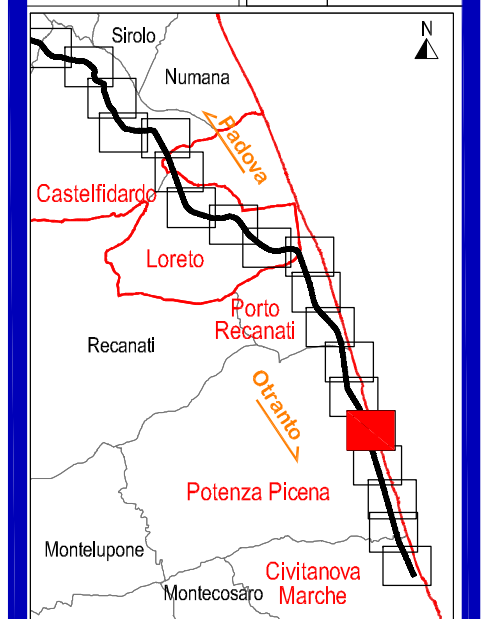 Sirolo
N
Numana
Padova
Castelfidardo
Loreto
Porto
Recanati
Recanati
Otranto
Potenza Picena
Montelupone
Civitanova
Marche
Montecosaro